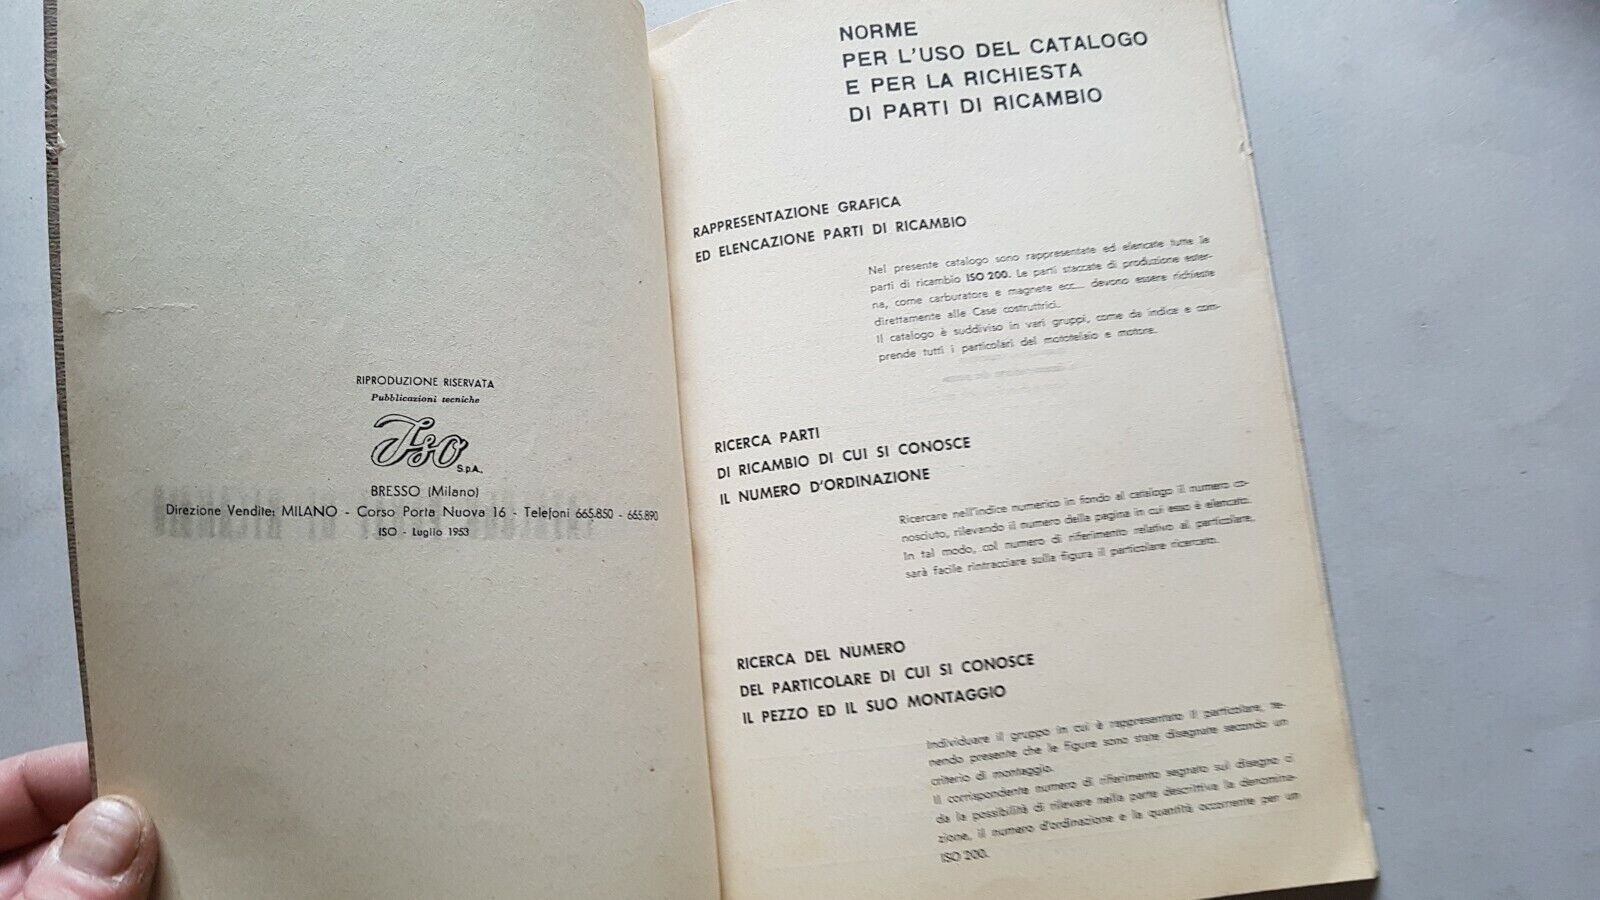 RIPRODUZIONE RISERVATA
Pubblicazioni tecniche
Iso S.p.A.
BRESSO (Milano)
Direzione Vendite: MILANO - Corso Porta Nuova 16 - Telefoni 665.850 - 665.890
ISO - Luglio 1953
NORME
PER L'USO DEL CATALOGO
E PER LA RICHIESTA
DI PARTI DI RICAMBIO
RAPPRESENTAZIONE GRAFICA
ED ELENCAZIONE PARTI DI RICAMBIO
Nel presente catalogo sono rappresentate ed elencate tutte le
parti di ricambio ISO 200. Le parti staccate di produzione ester-
na, come carburatore e magnete ecc... devono essere richieste
direttamente alle Case costruttrici.
Il catalogo è suddiviso in vari gruppi, come da indice e com-
prende tutti i particolari del mototelaio e motore.
RICERCA PARTI
DI RICAMBIO DI CUI SI CONOSCE
IL NUMERO D'ORDINAZIONE
Ricercare nell'indice numerico in fondo al catalogo il numero co-
nosciuto, rilevando il numero della pagina in cui esso è elencato.
In tal modo, col numero di riferimento relativo al particolare,
sarà facile rintracciare sulla figura il particolare ricercato.
RICERCA DEL NUMERO
DEL PARTICOLARE DI CUI SI CONOSCE
IL PEZZO ED IL SUO MONTAGGIO
Individuare il gruppo in cui è rappresentato il particolare, te-
nendo presente che le figure sono state disegnate secondo un
criterio di montaggio.
Il corrispondente numero di riferimento segnato sul disegno ci
da la possibilità di rilevare nella parte descrittiva la denomina-
zione, il numero d'ordinazione e la quantità occorrente per un
ISO 200.